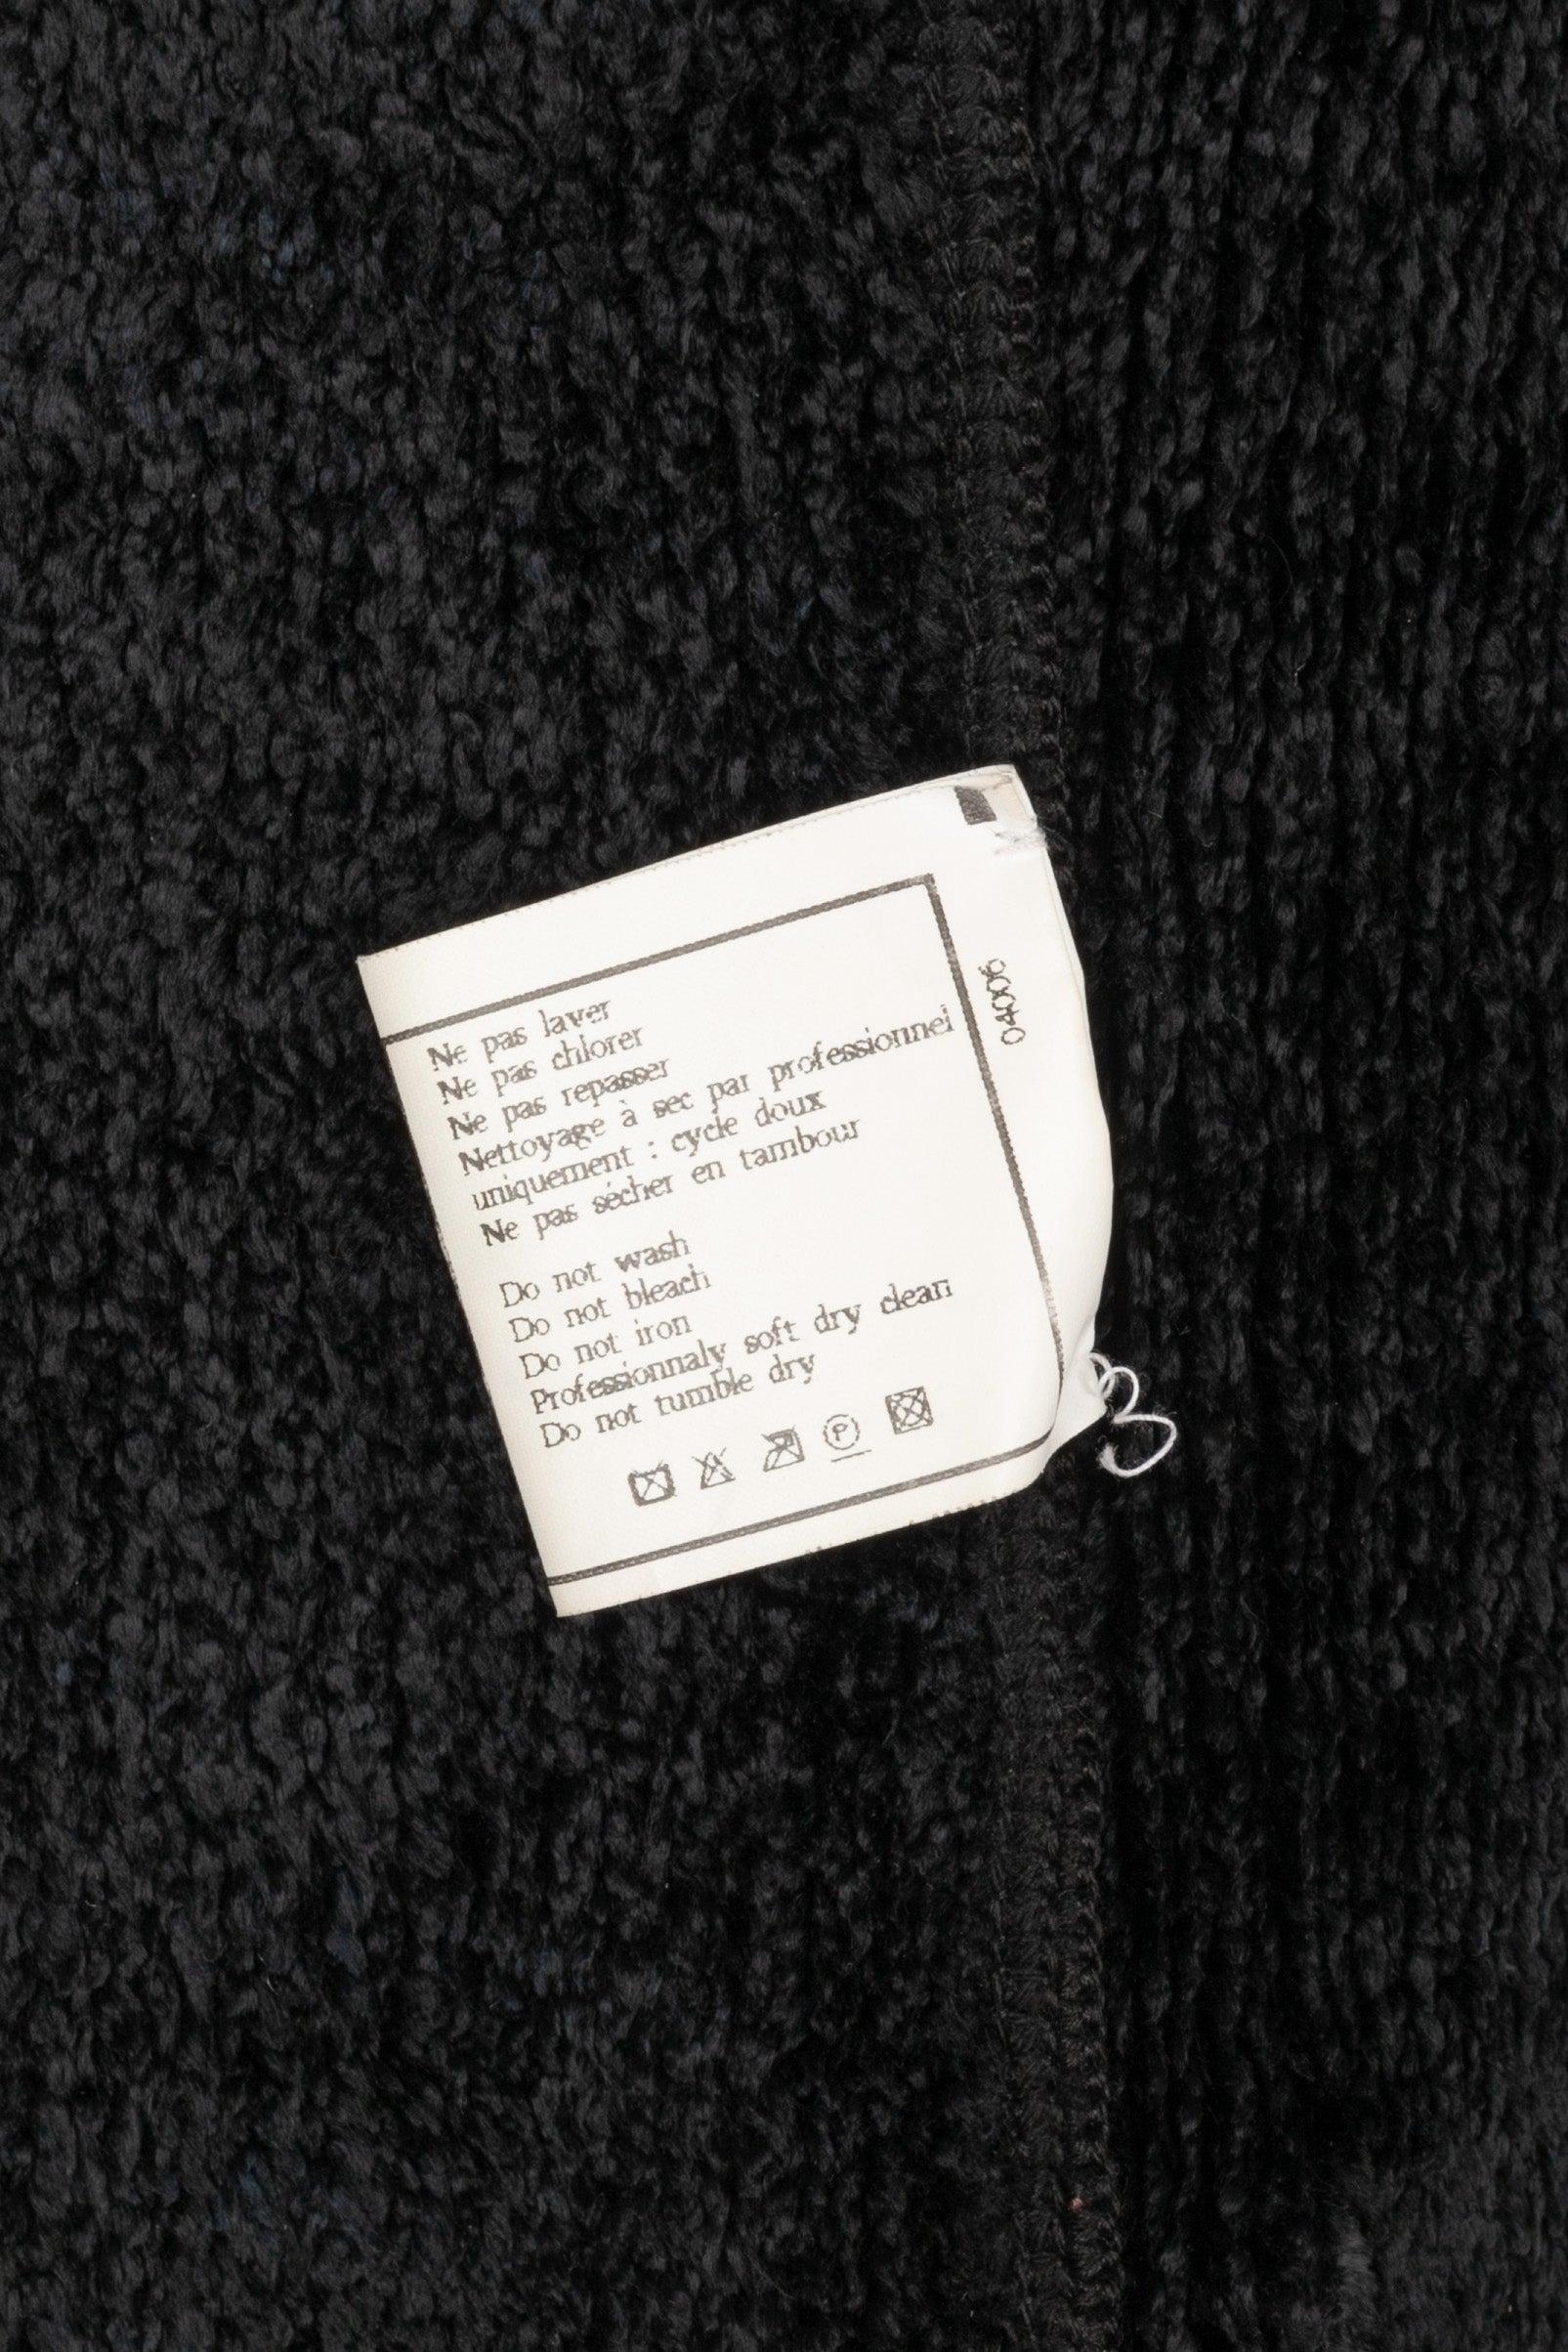 Ne pas laver
Ne pas chlorer
Ne pas repasser
Nettoyage à sec par professionnel
uniquement : cycle doux
Ne pas sécher en tambour
Do not wash
Do not bleach
Do not iron
Professionnaly soft dry clean
Do not tumble dry
P
04006